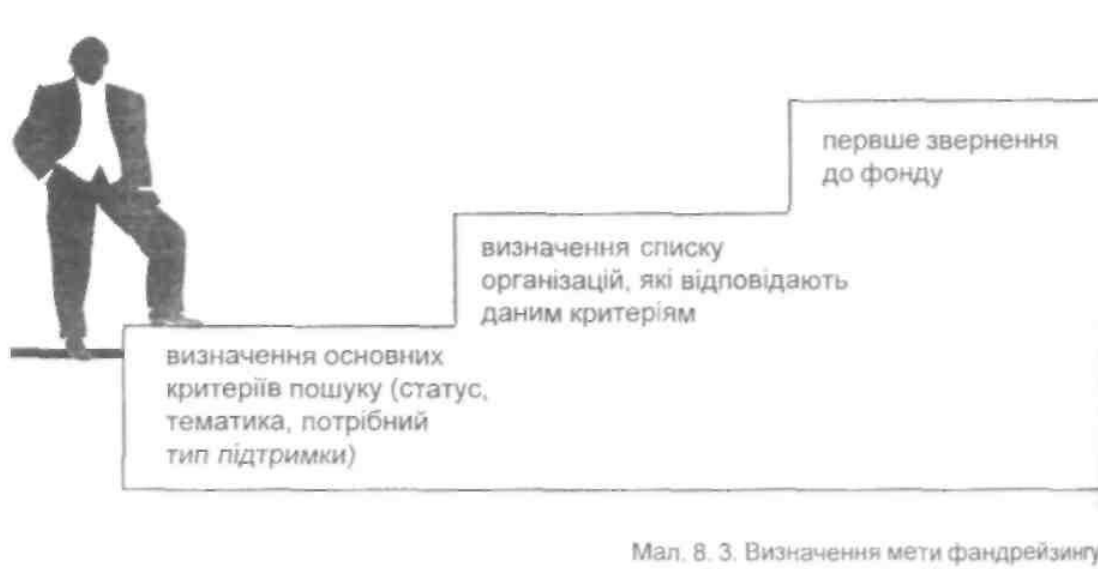 первше звернення
до фонду
визначення списку
організацій, які відповідають
даним критеріям
визначення основних
критеріїв пошуку (статус,
тематика, потрібний
тип підтримки)
Мал. 8. 3. Визначення мети фандрейзингу